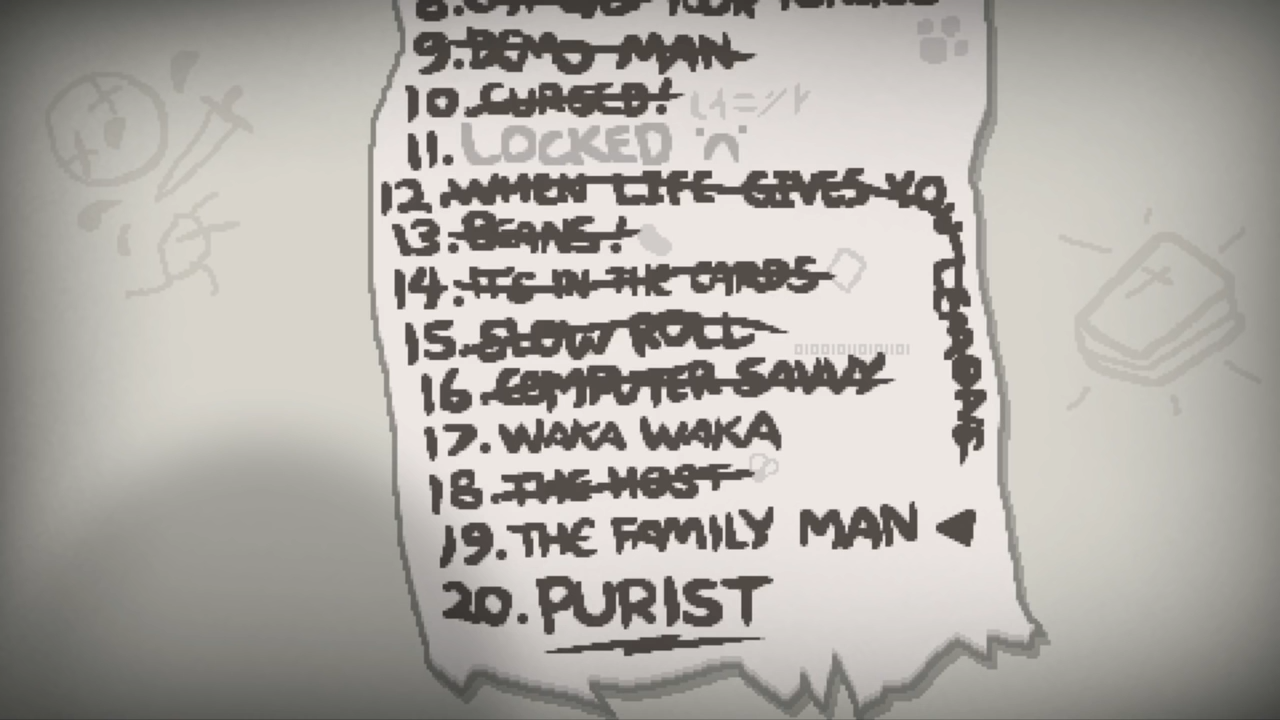 9. DEMO MAN
10. CURSED!
11. LOCKED
12. WHEN LIFE GIVES YOU LEMONS
13. BEANS!
14. IT'S IN THE CARDS
15. SLOW ROLL
16. COMPUTER SAVVY
17. WAKA WAKA
18. THE HOST
19. THE FAMILY MAN
20. PURIST